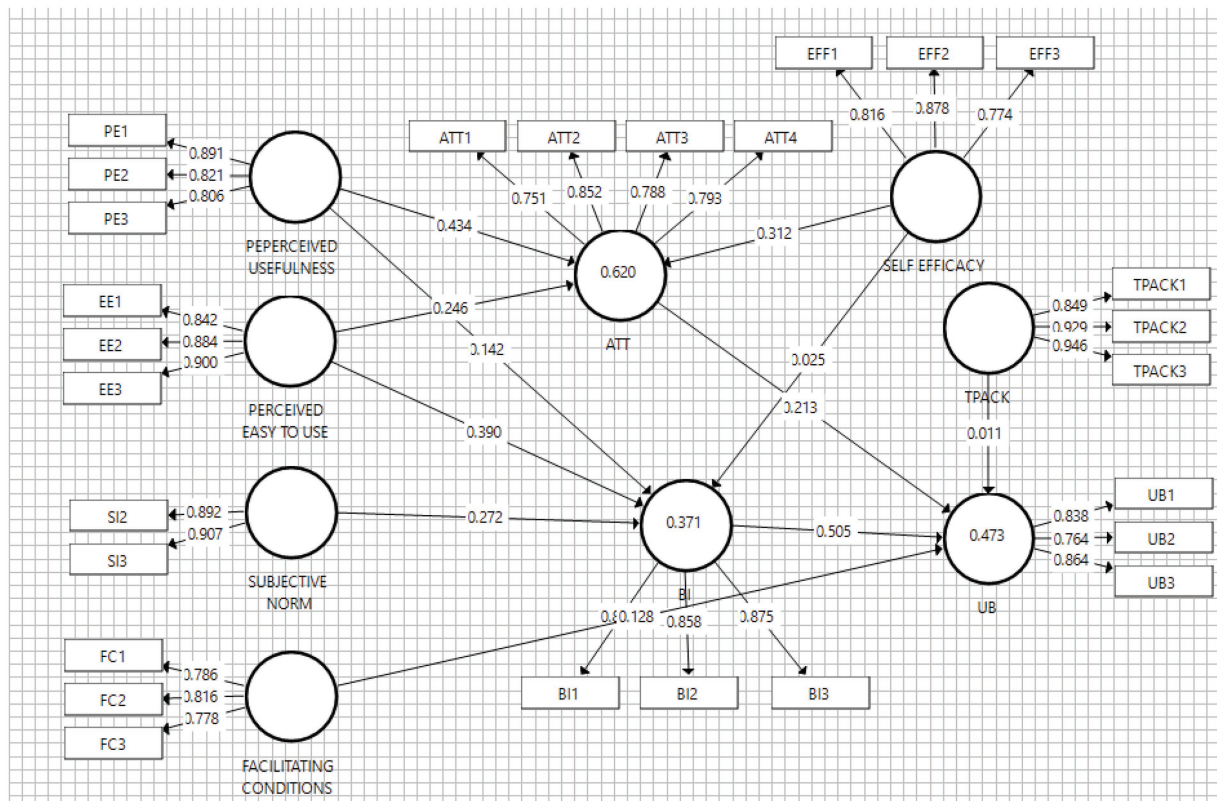 EFF1
EFF2
EFF3
0.816
0.878
0.774
SELF EFFICACY
PE1
PE2
PE3
0.891
0.821
0.806
PEPERCEIVED
USEFULNESS
ATT1
ATT2
ATT3
ATT4
0.751
0.852
0.788
0.793
0.434
0.312
0.620
ATT
EE1
EE2
EE3
0.842
0.884
0.900
PERCEIVED
EASY TO USE
0.246
0.142
0.025
0.213
0.390
TPACK1
TPACK2
TPACK3
0.849
0.929
0.946
TPACK
0.011
SI2
SI3
0.892
0.907
SUBJECTIVE
NORM
0.272
0.371
BI
0.505
0.473
UB
UB1
UB2
UB3
0.838
0.764
0.864
0.128
0.858
0.875
BI1
BI2
BI3
FC1
FC2
FC3
0.786
0.816
0.778
FACILITATING
CONDITIONS